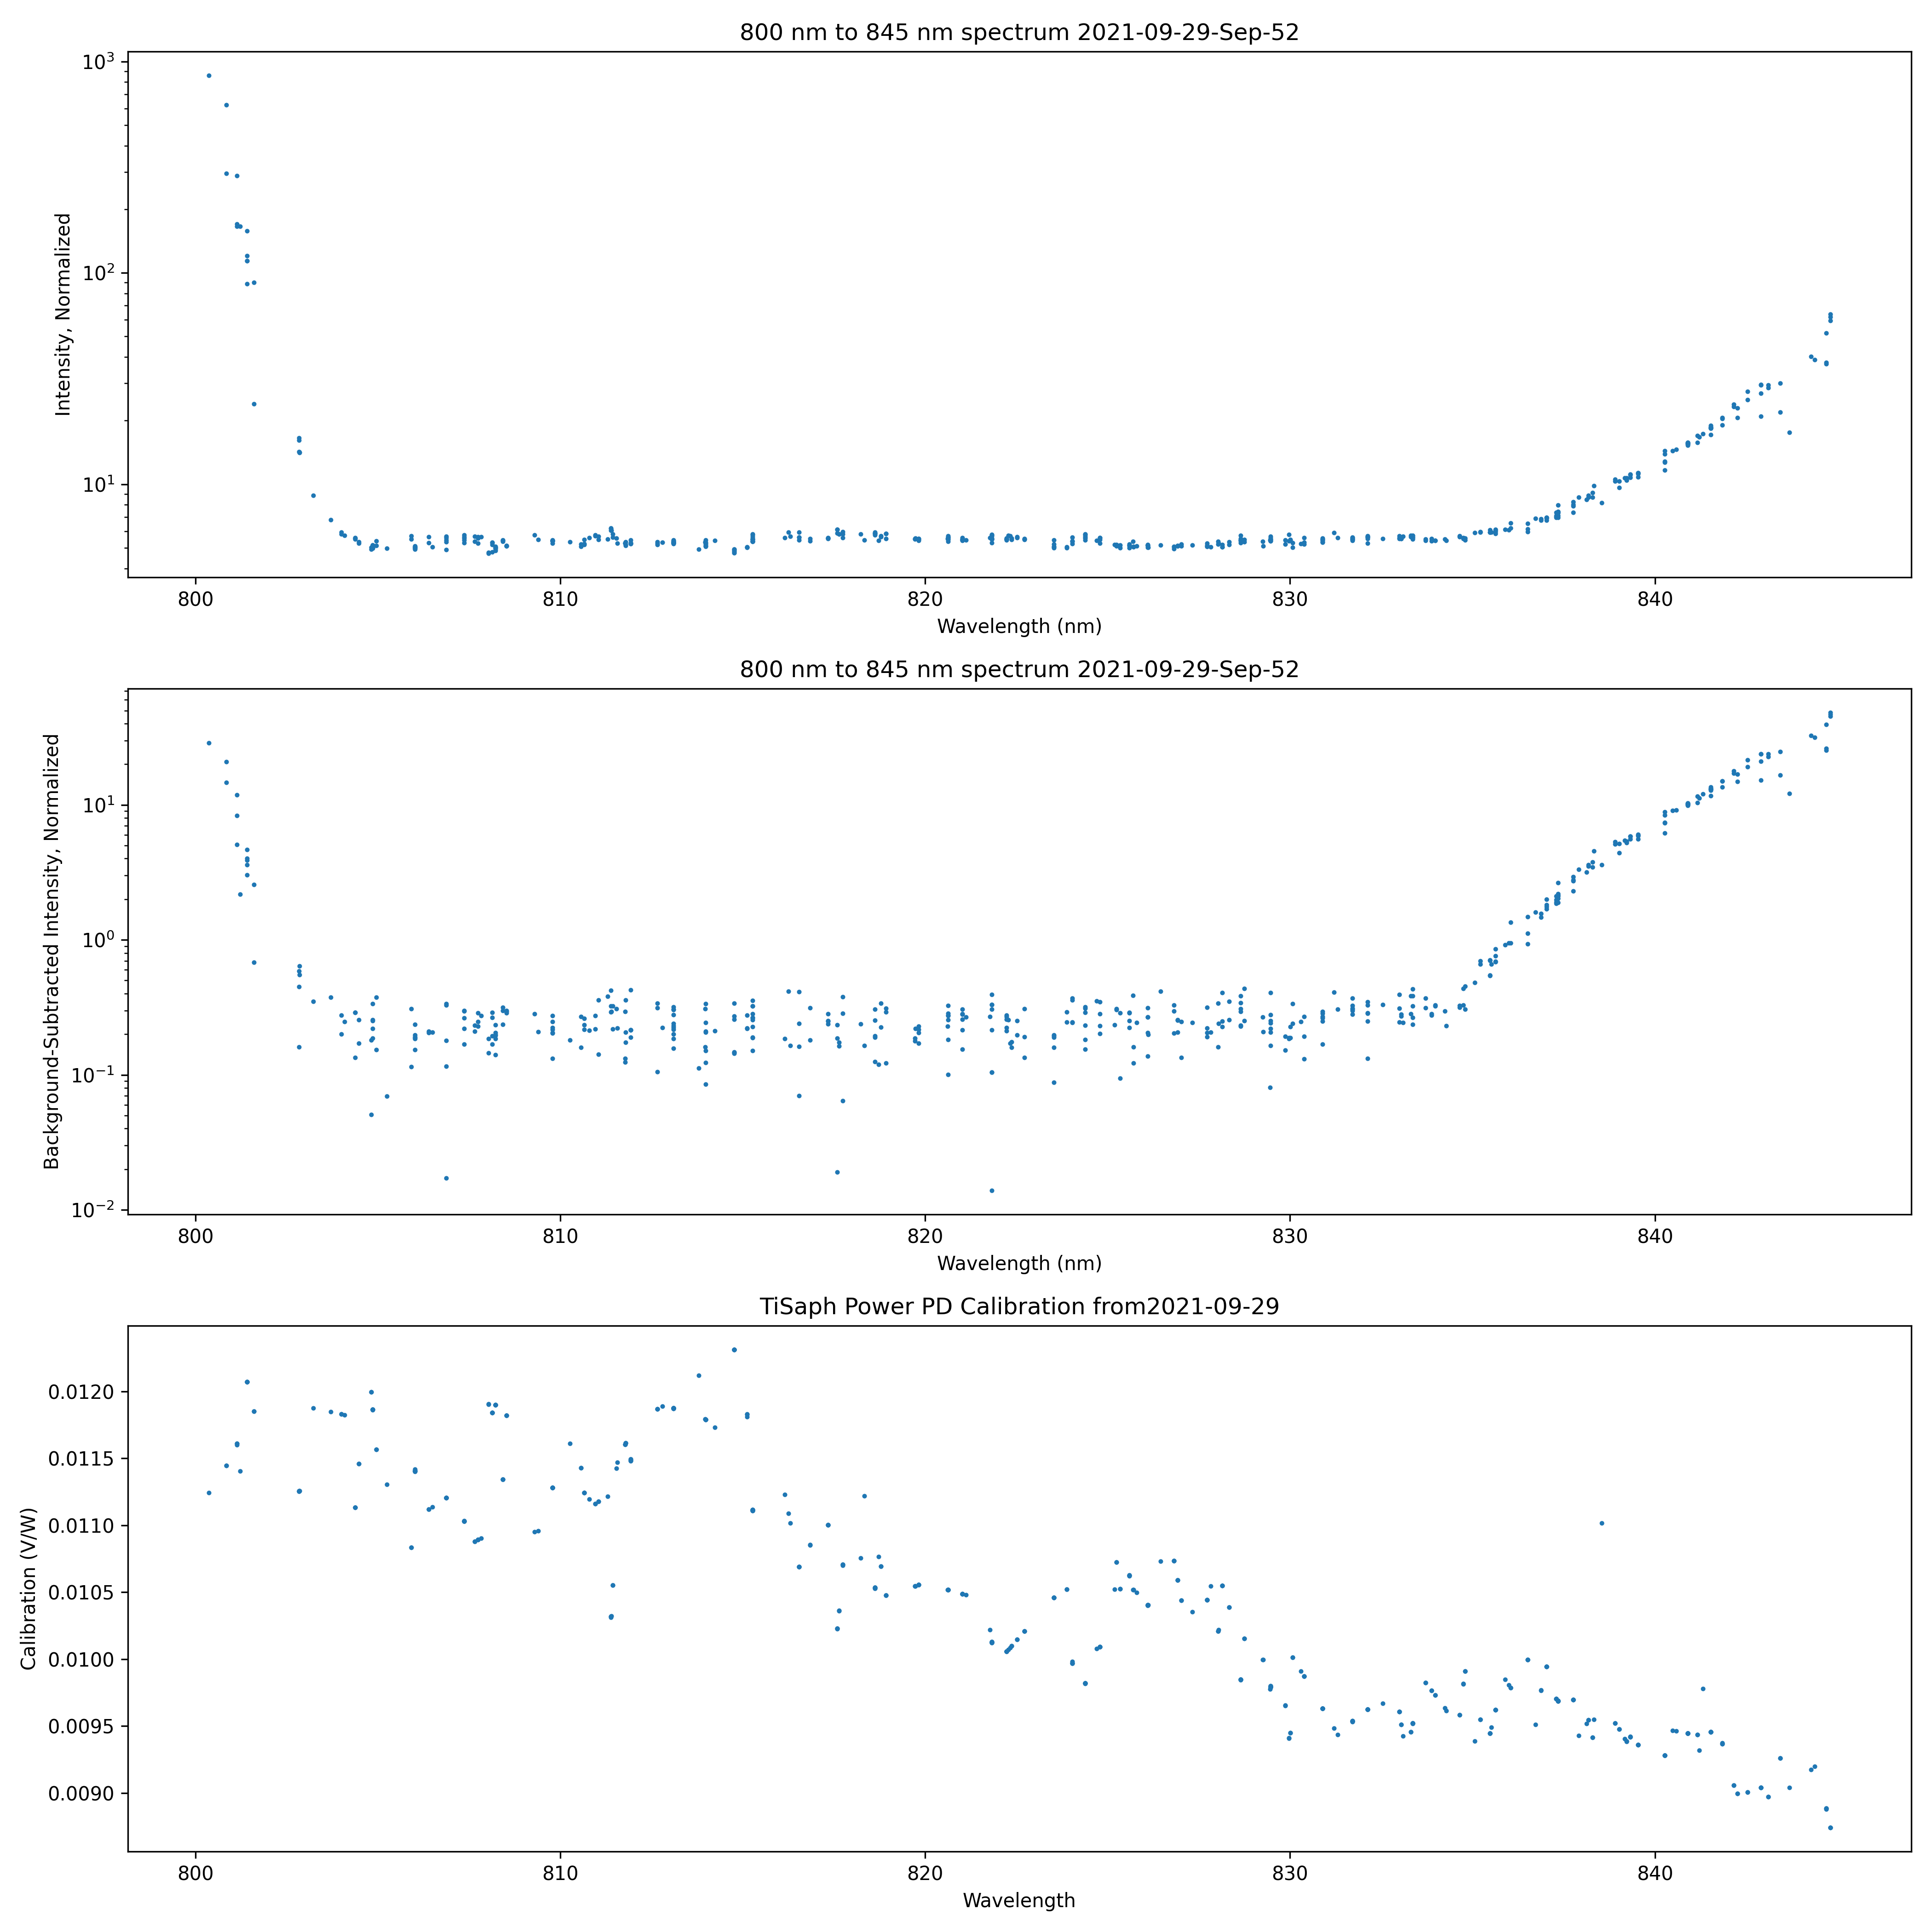 800 nm to 845 nm spectrum 2021-09-29-Sep-52
Intensity, Normalized
10³
10²
10¹
800 810 820 830 840
Wavelength (nm)
800 nm to 845 nm spectrum 2021-09-29-Sep-52
Background-Subtracted Intensity, Normalized
10¹
10⁰
10⁻¹
10⁻²
800 810 820 830 840
Wavelength (nm)
TiSaph Power PD Calibration from2021-09-29
Calibration (V/W)
0.0120
0.0115
0.0110
0.0105
0.0100
0.0095
0.0090
800 810 820 830 840
Wavelength